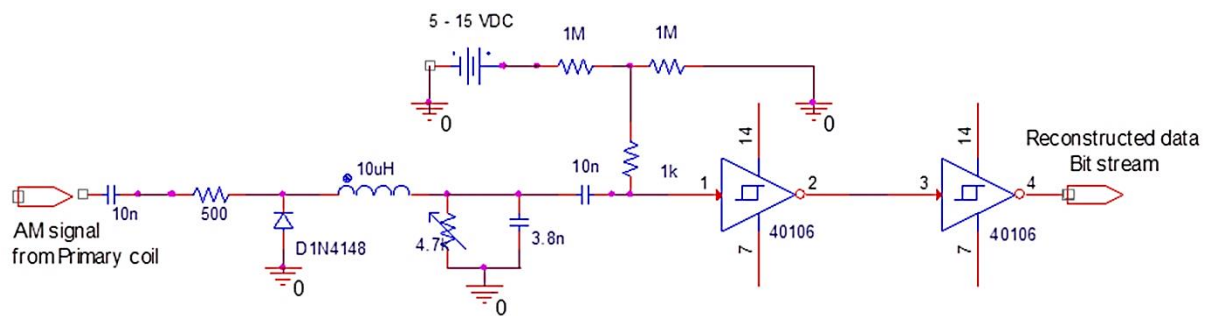 5 - 15 VDC
1M
1M
0
0
10uH
10n
1k
14
14
Reconstructed data
Bit stream
1
2
3
4
10n
500
D1N4148
4.7k
3.8n
40106
40106
7
7
AM signal
from Primary coil
0
0